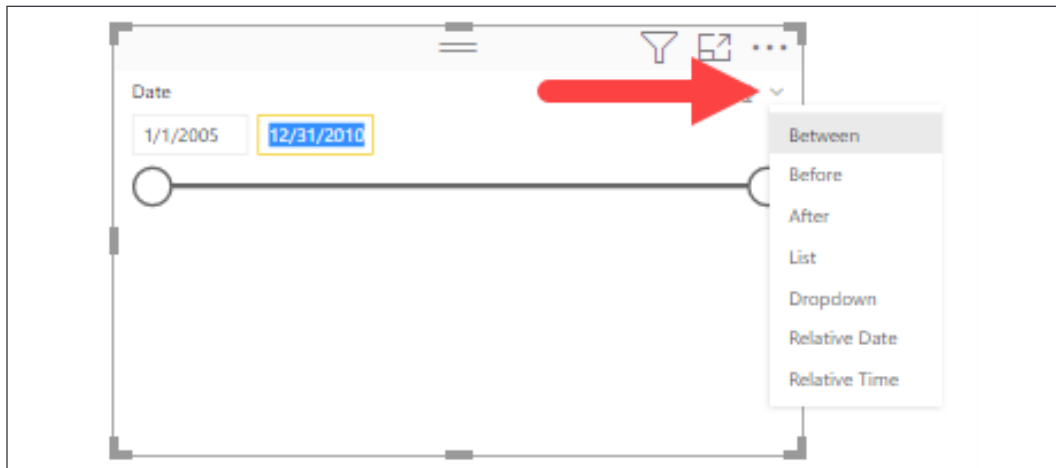 Date
1/1/2005 12/31/2010
Between
Before
After
List
Dropdown
Relative Date
Relative Time